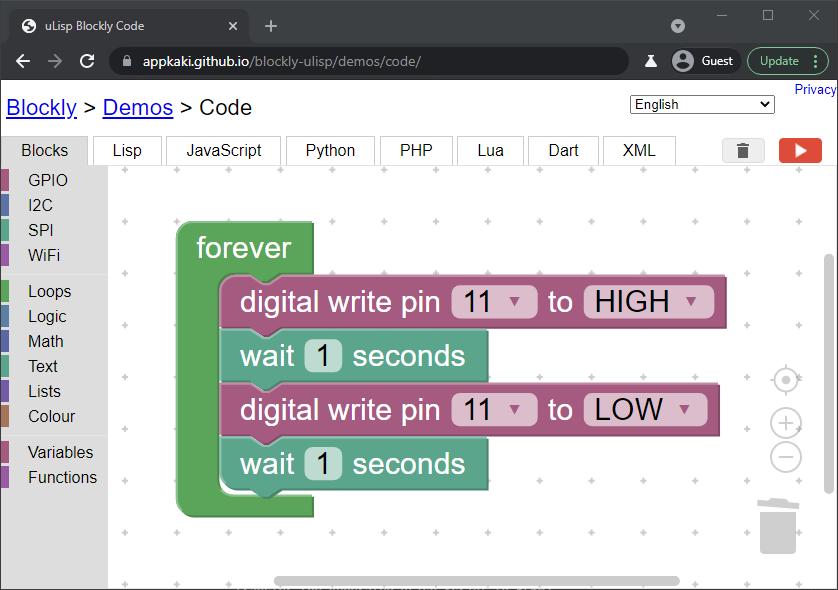 uLisp Blockly Code
appkaki.github.io/blockly-ulisp/demos/code/
Guest
Update
Privacy
Blockly > Demos > Code
English
Blocks Lisp JavaScript Python PHP Lua Dart XML
GPIO
I2C
SPI
WiFi
Loops
Logic
Math
Text
Lists
Colour
Variables
Functions
forever
digital write pin 11 to HIGH
wait 1 seconds
digital write pin 11 to LOW
wait 1 seconds